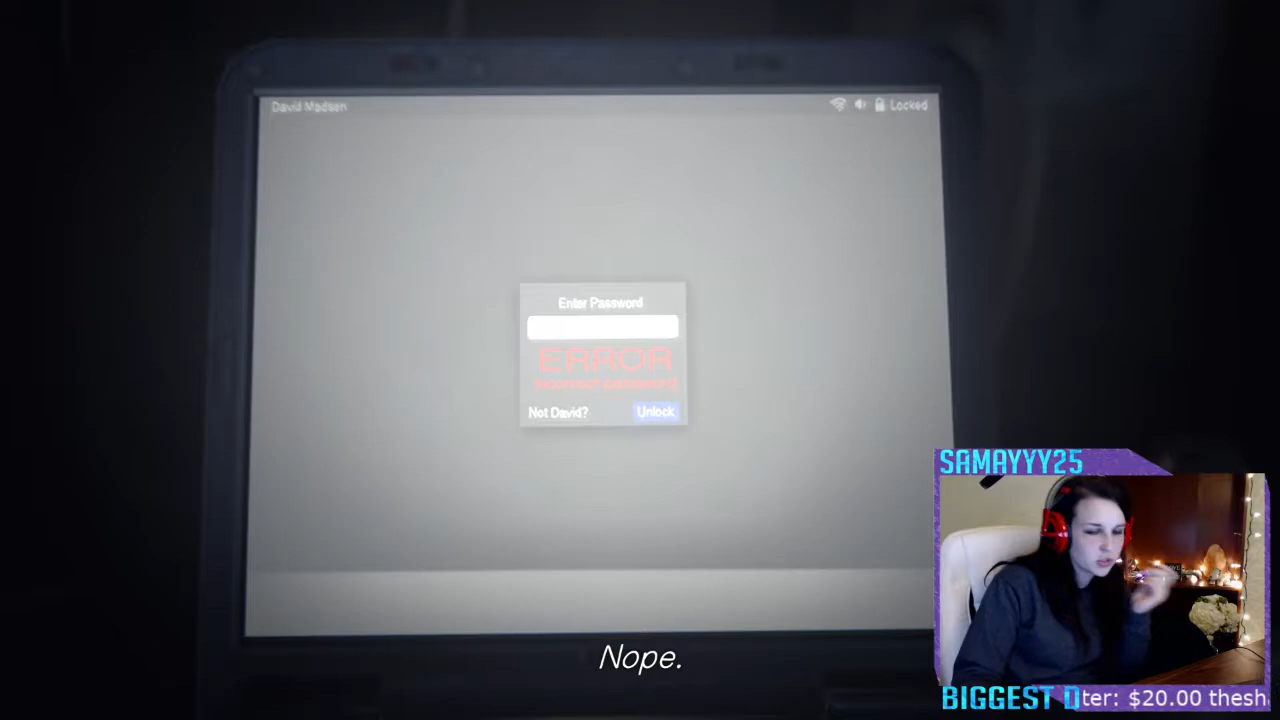 David Madsen
Locked
Enter Password
ERROR
Incorrect password
Not David?
Unlock
SAMAYYY25
Nope.
BIGGEST D
ter: $20.00 thesh